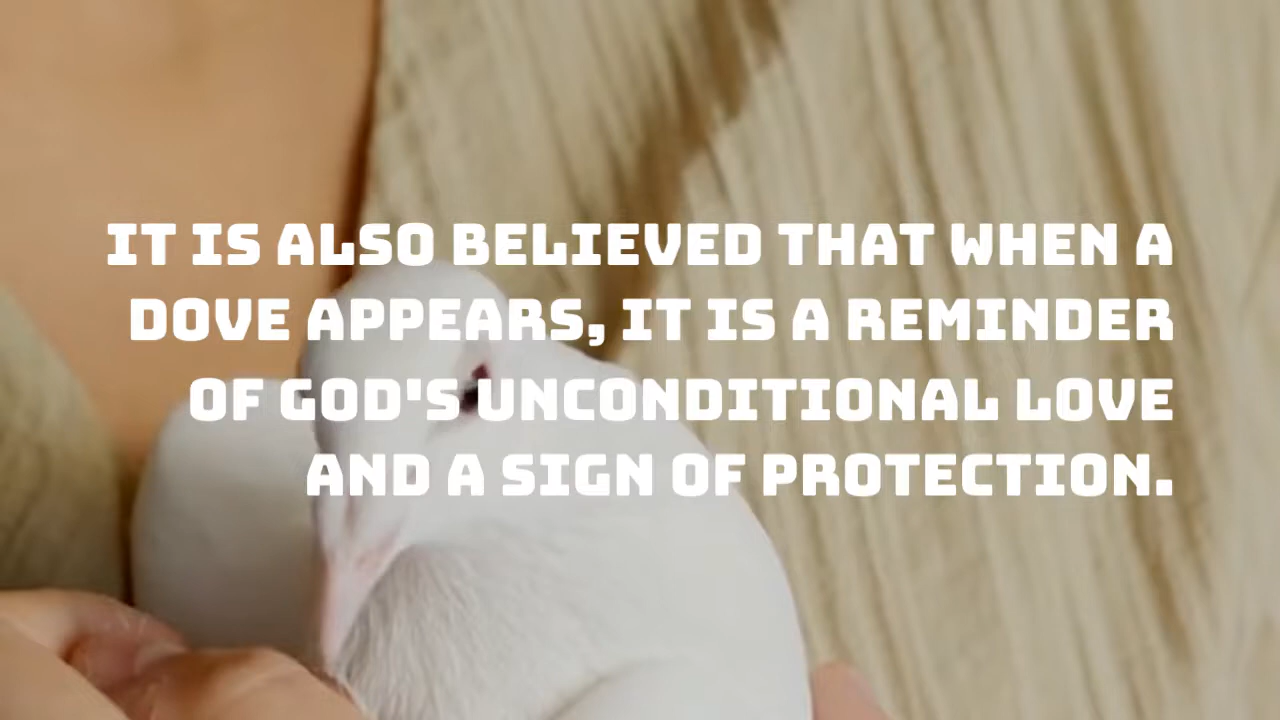 IT IS ALSO BELIEVED THAT WHEN A
DOVE APPEARS, IT IS A REMINDER
OF GOD'S UNCONDITIONAL LOVE
AND A SIGN OF PROTECTION.